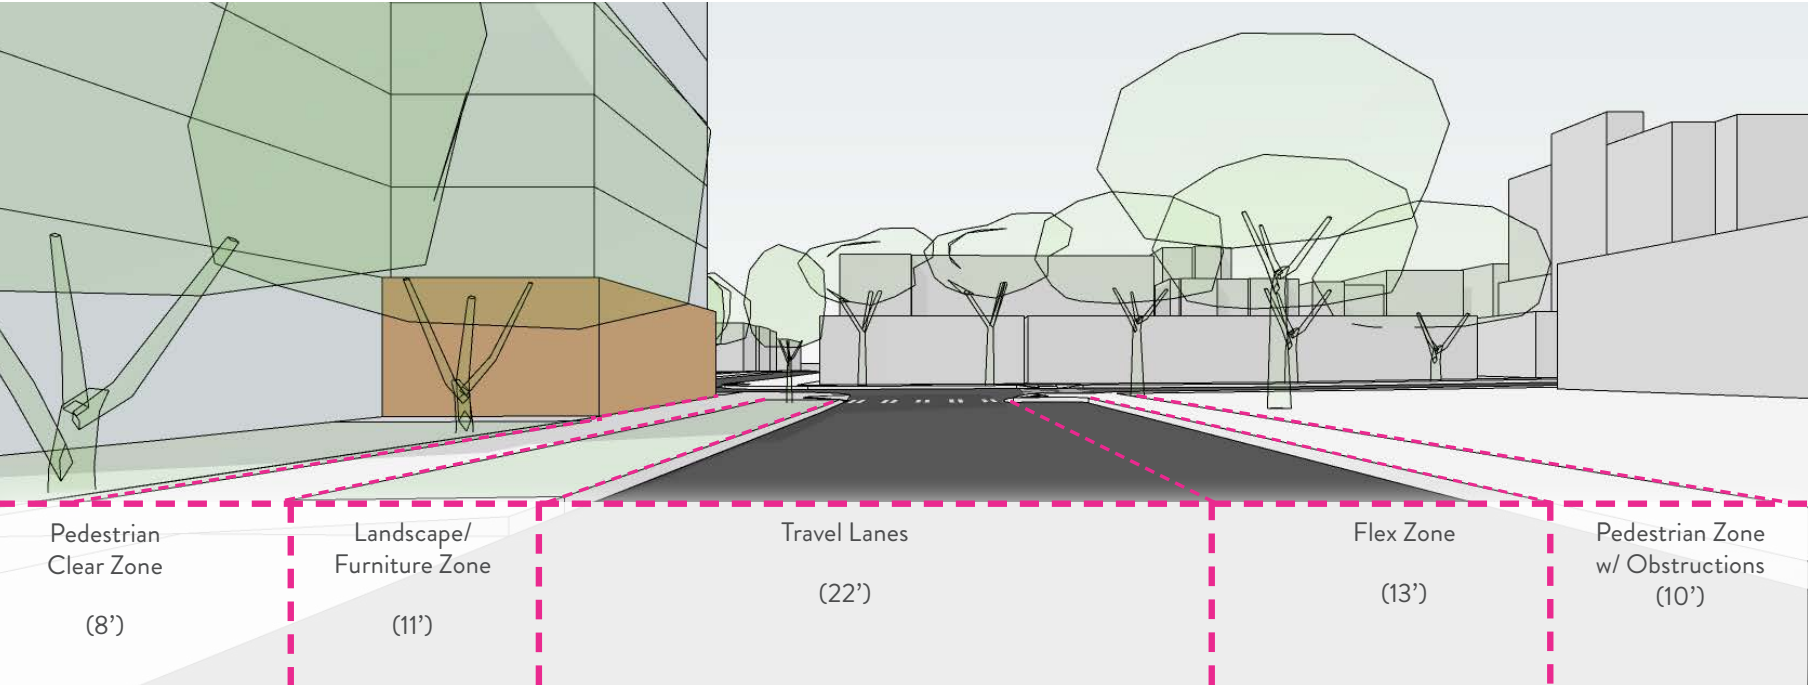 Pedestrian
Clear Zone
(8’)
Landscape/
Furniture Zone
(11’)
Travel Lanes
(22’)
Flex Zone
(13’)
Pedestrian Zone
w/ Obstructions
(10’)